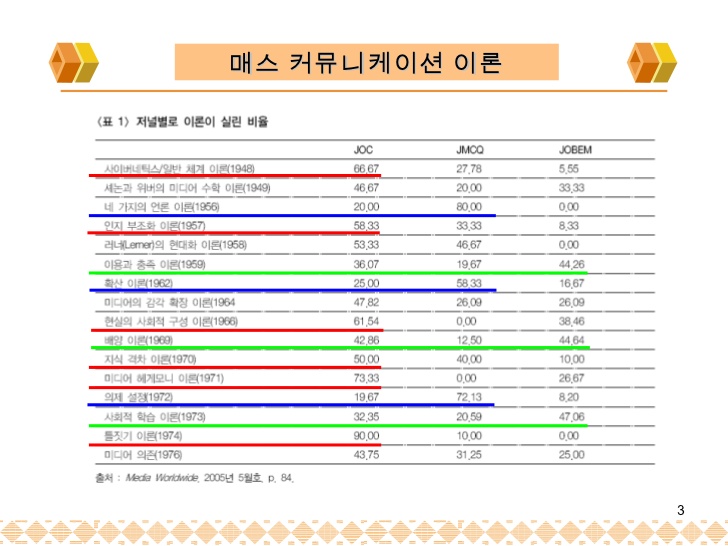 매스 커뮤니케이션 이론
〈표 1〉 저널별로 이론이 실린 비율
JOC JMCQ JOBEM
사이버네틱스/일반 체계 이론(1948) 66.67 27.78 5.55
섀논과 위버의 미디어 수학 이론(1949) 46.67 20.00 33.33
네 가지의 언론 이론(1956) 20.00 80.00 0.00
인지 부조화 이론(1957) 58.33 33.33 8.33
러너(Lerner)의 현대화 이론(1958) 53.33 46.67 0.00
이용과 충족 이론(1959) 36.07 19.67 44.26
확산 이론(1962) 25.00 58.33 16.67
미디어의 감각 확장 이론(1964 47.82 26.09 26.09
현실의 사회적 구성 이론(1966) 61.54 0.00 38.46
배양 이론(1969) 42.86 12.50 44.64
지식 격차 이론(1970) 50.00 40.00 10.00
미디어 헤게모니 이론(1971) 73.33 0.00 26.67
의제 설정(1972) 19.67 72.13 8.20
사회적 학습 이론(1973) 32.35 20.59 47.06
틀짓기 이론(1974) 90.00 10.00 0.00
미디어 의존(1976) 43.75 31.25 25.00
출처 : Media Worldwide, 2005년 5월호, p. 84.
3